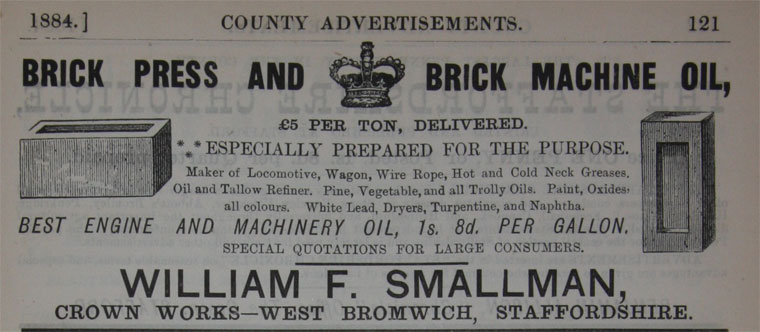 1884.] COUNTY ADVERTISEMENTS. 121
BRICK PRESS AND BRICK MACHINE OIL,
£5 PER TON, DELIVERED.
*⁎* ESPECIALLY PREPARED FOR THE PURPOSE.
Maker of Locomotive, Wagon, Wire Rope, Hot and Cold Neck Greases.
Oil and Tallow Refiner. Pine, Vegetable, and all Trolly Oils. Paint, Oxides
all colours. White Lead, Dryers, Turpentine, and Naphtha.
BEST ENGINE AND MACHINERY OIL, 1s. 8d. PER GALLON.
SPECIAL QUOTATIONS FOR LARGE CONSUMERS.
WILLIAM F. SMALLMAN,
CROWN WORKS—WEST BROMWICH, STAFFORDSHIRE.